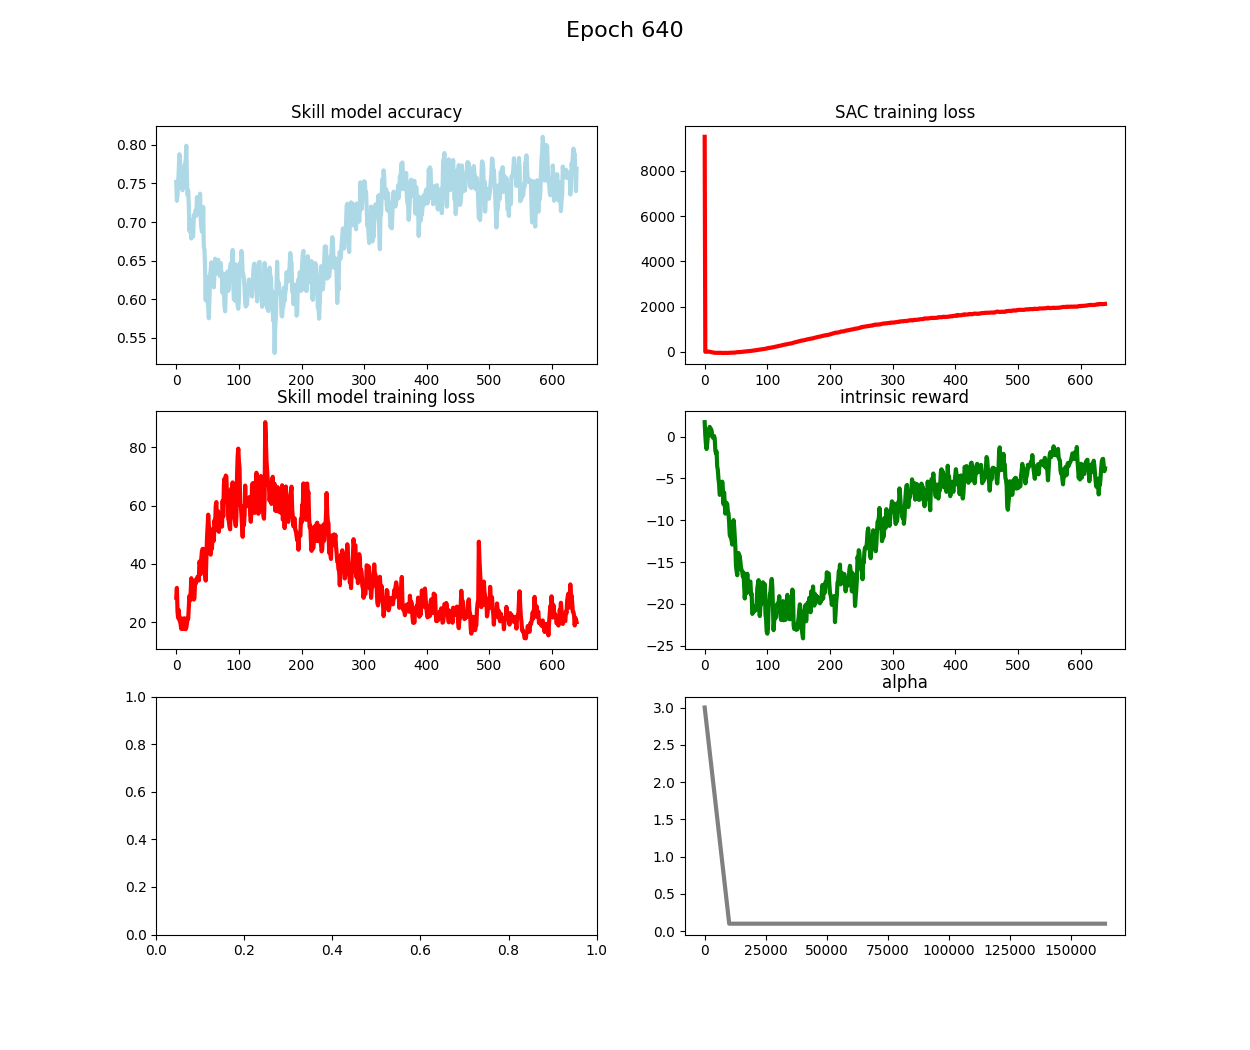 Epoch 640
Skill model accuracy
0.80
0.75
0.70
0.65
0.60
0.55
0 100 200 300 400 500 600
SAC training loss
8000
6000
4000
2000
0
0 100 200 300 400 500 600
Skill model training loss
80
60
40
20
0 100 200 300 400 500 600
intrinsic reward
0
−5
−10
−15
−20
−25
0 100 200 300 400 500 600
1.0
0.8
0.6
0.4
0.2
0.0
0.0 0.2 0.4 0.6 0.8 1.0
alpha
3.0
2.5
2.0
1.5
1.0
0.5
0.0
0 25000 50000 75000 100000 125000 150000